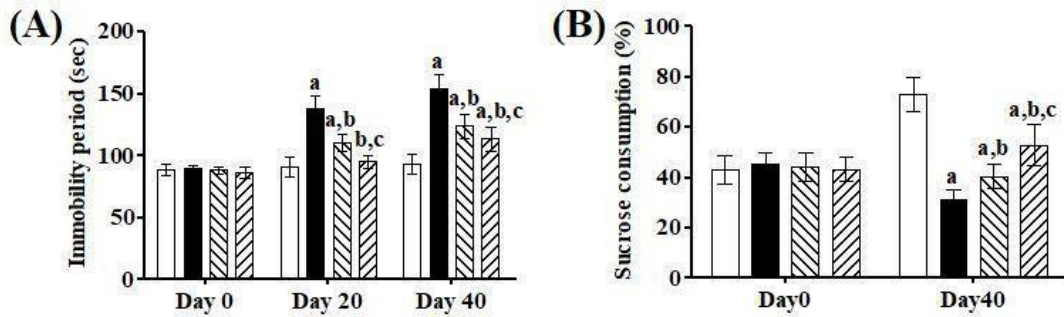 (A)
Immobility period (sec)
200
150
100
50
0
a
a,b
b,c
a
a,b
a,b,c
Day 0
Day 20
Day 40
(B)
Sucrose consumption (%)
100
80
60
40
20
0
a
a,b
a,b,c
Day0
Day40